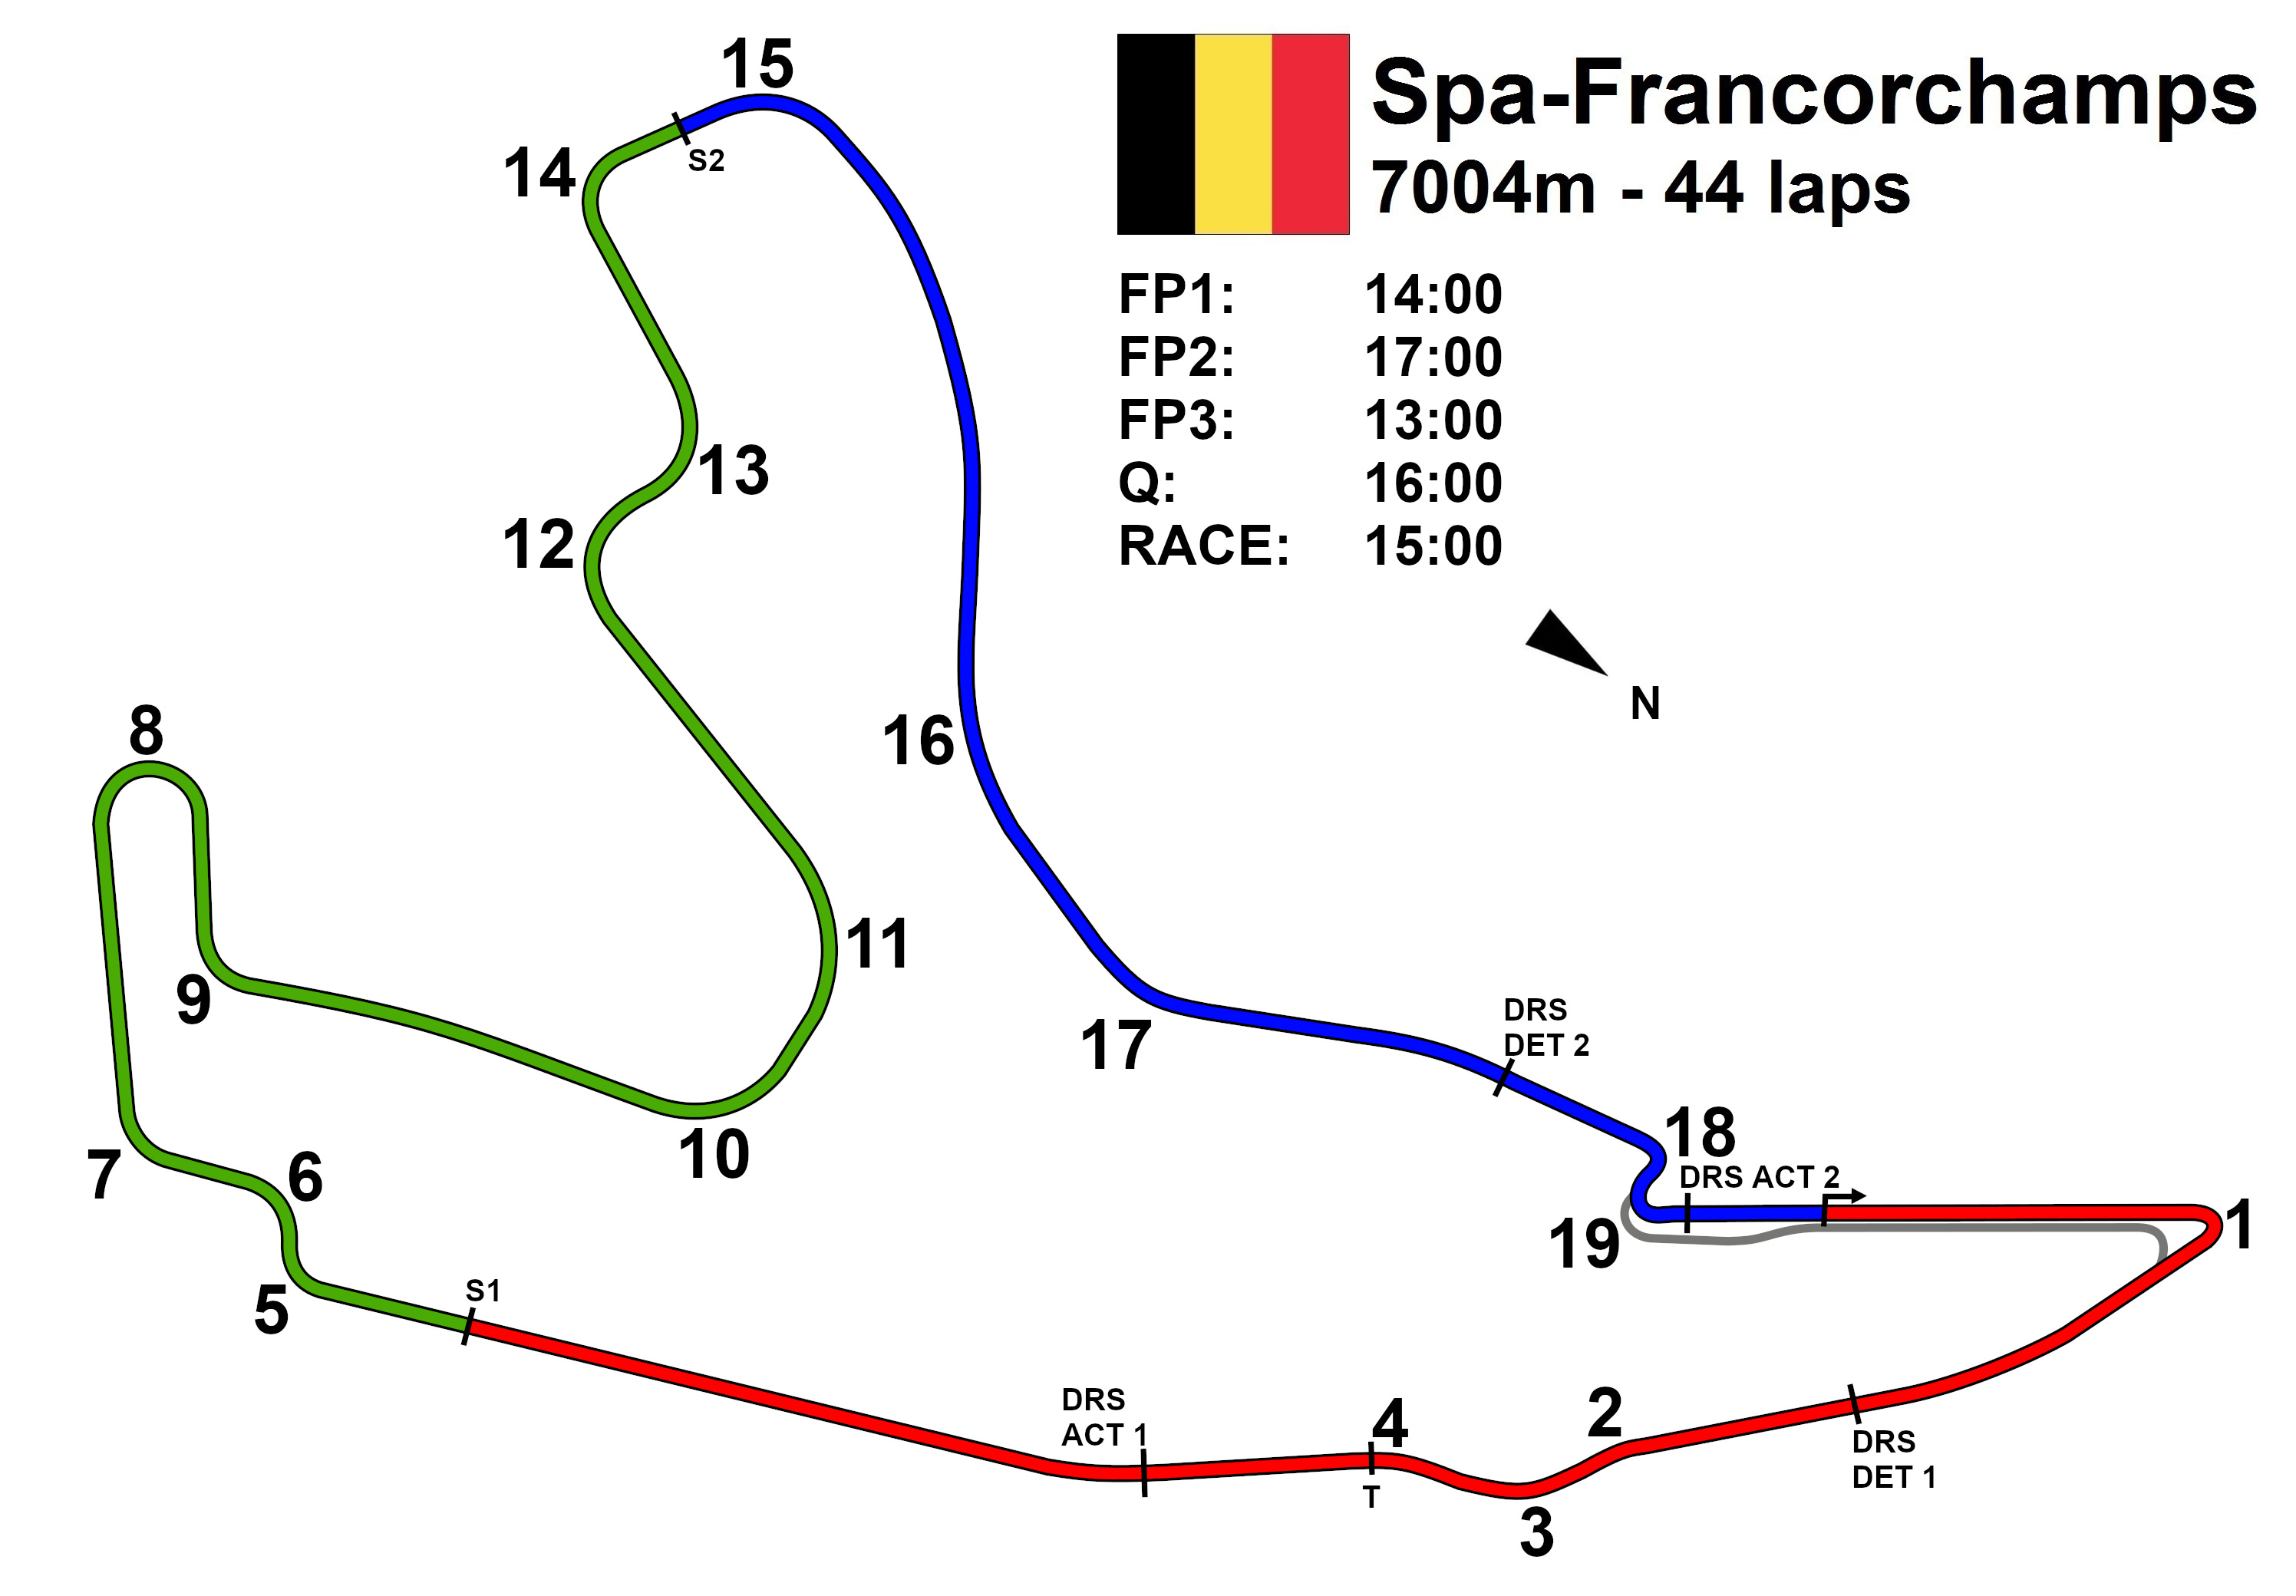 Spa-Francorchamps
7004m - 44 laps
FP1: 14:00
FP2: 17:00
FP3: 13:00
Q: 16:00
RACE: 15:00
N
15
S2
14
13
12
16
8
11
9
17
10
7
6
5
S1
DRS
DET 2
18
DRS ACT 2
19
1
DRS
ACT 1
4
T
2
3
DRS
DET 1